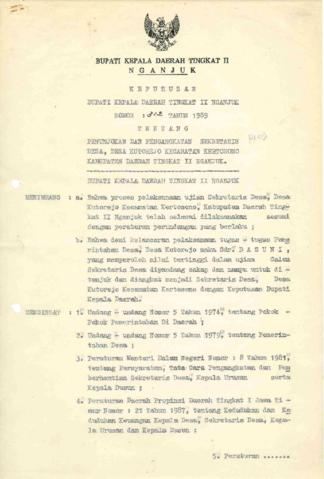 BUPATI KEPALA DAERAH TINGKAT II
N G A N J U K
K E P U T U S A N
BUPATI KEPALA DAERAH TINGKAT II NGANJUK
NOMOR : TAHUN 1989
T E N T A N G
PENUNJUKAN DAN PENGANGKATAN SEKRETARIS
DESA, DESA KUTOREJO KECAMATAN KERTOSONO
KABUPATEN DAERAH TINGKAT II NGANJUK.
BUPATI KEPALA DAERAH TINGKAT II NGANJUK
MENIMBANG : a. Bahwa proses pelaksanaan ujian Sekretaris Desa, Desa
Kutorejo Kecamatan Kertosono, Kabupaten Daerah Ting-
kat II Nganjuk telah selesai dilaksanakan sesuai
dengan peraturan perundangan yang berlaku ;
b. Bahwa demi kelancaran pelaksanaan tugas - tugas Peme
rintahan Desa, Desa Kutorejo maka Sdr. D A S U N I ,
yang memperoleh nilai tertinggi dalam ujian Calon
Sekretaris Desa dipandang cakap dan mampu untuk di-
tunjuk dan diangkat menjadi Sekretaris Desa, Desa
Kutorejo Kecamatan Kertosono dengan Keputusan Bupati
Kepala Daerah.
MENGINGAT : 1. Undang - undang Nomor 5 Tahun 1974, tentang Pokok -
Pokok Pemerintahan Di Daerah ;
2. Undang - undang Nomor 5 Tahun 1979, tentang Pemerin-
tahan Desa ;
3. Peraturan Menteri Dalam Negeri Nomor : 8 Tahun 1981,
tentang Persyaratan, Tata Cara Pengangkatan dan Pem
berhentian Sekretaris Desa, Kepala Urusan serta
Kepala Dusun ;
4. Peraturan Daerah Propinsi Daerah Tingkat I Jawa Ti-
mur Nomor : 21 Tahun 1987, tentang Kedudukan dan Ke
dudukan Keuangan Kepala Desa, Sekretaris Desa, Kepa-
la Urusan dan Kepala Dusun ;
5. Peraturan .......